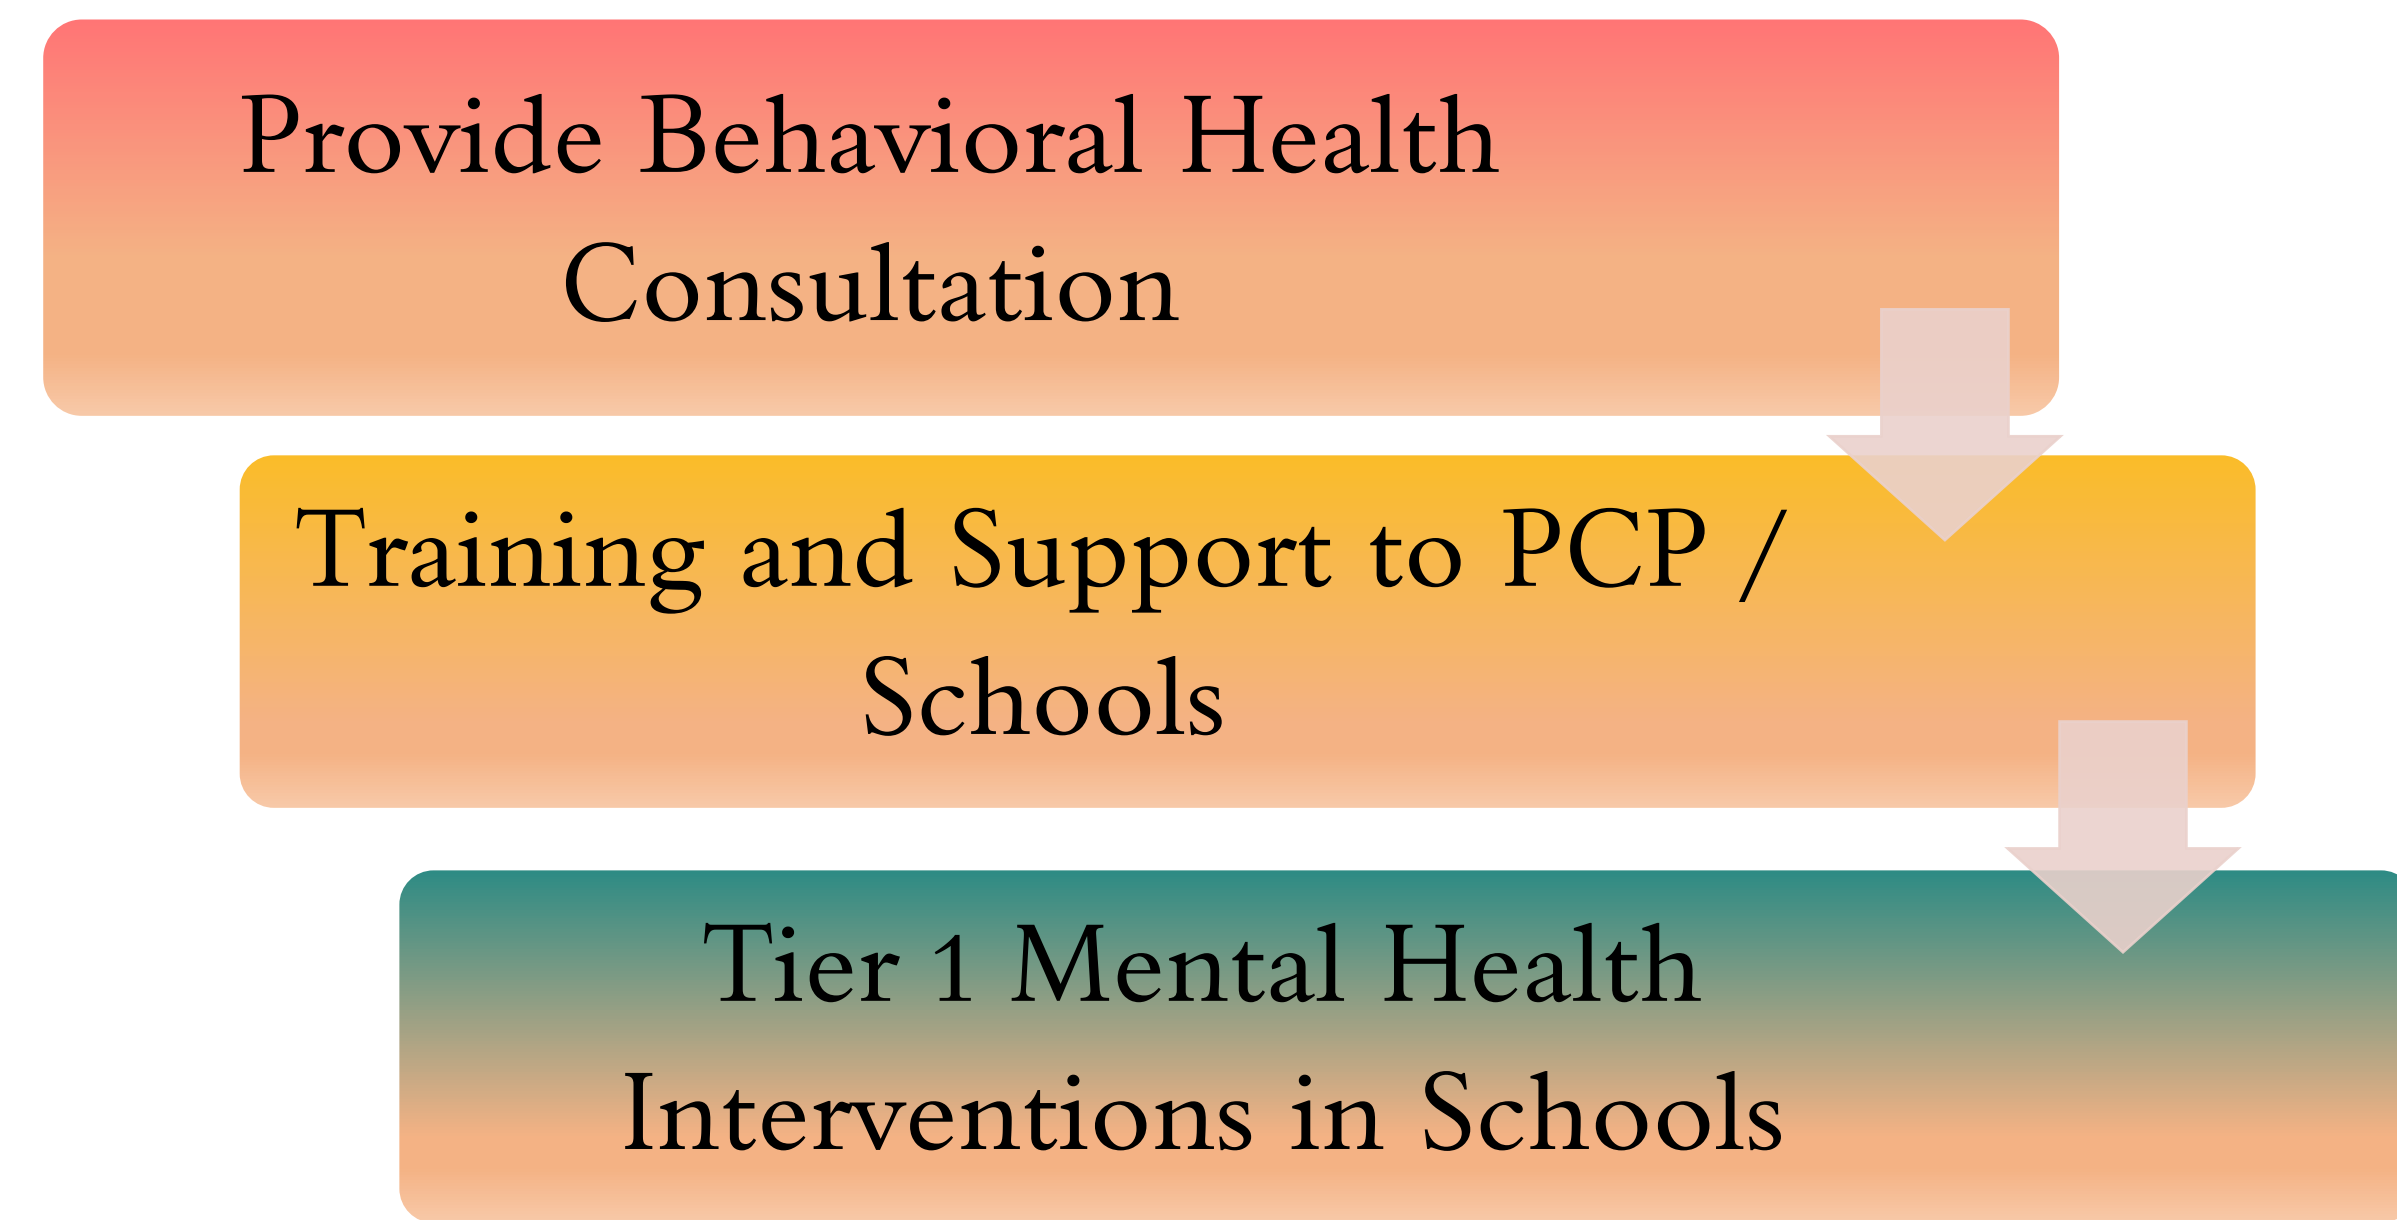 Provide Behavioral Health
Consultation
Training and Support to PCP /
Schools
Tier 1 Mental Health
Interventions in Schools